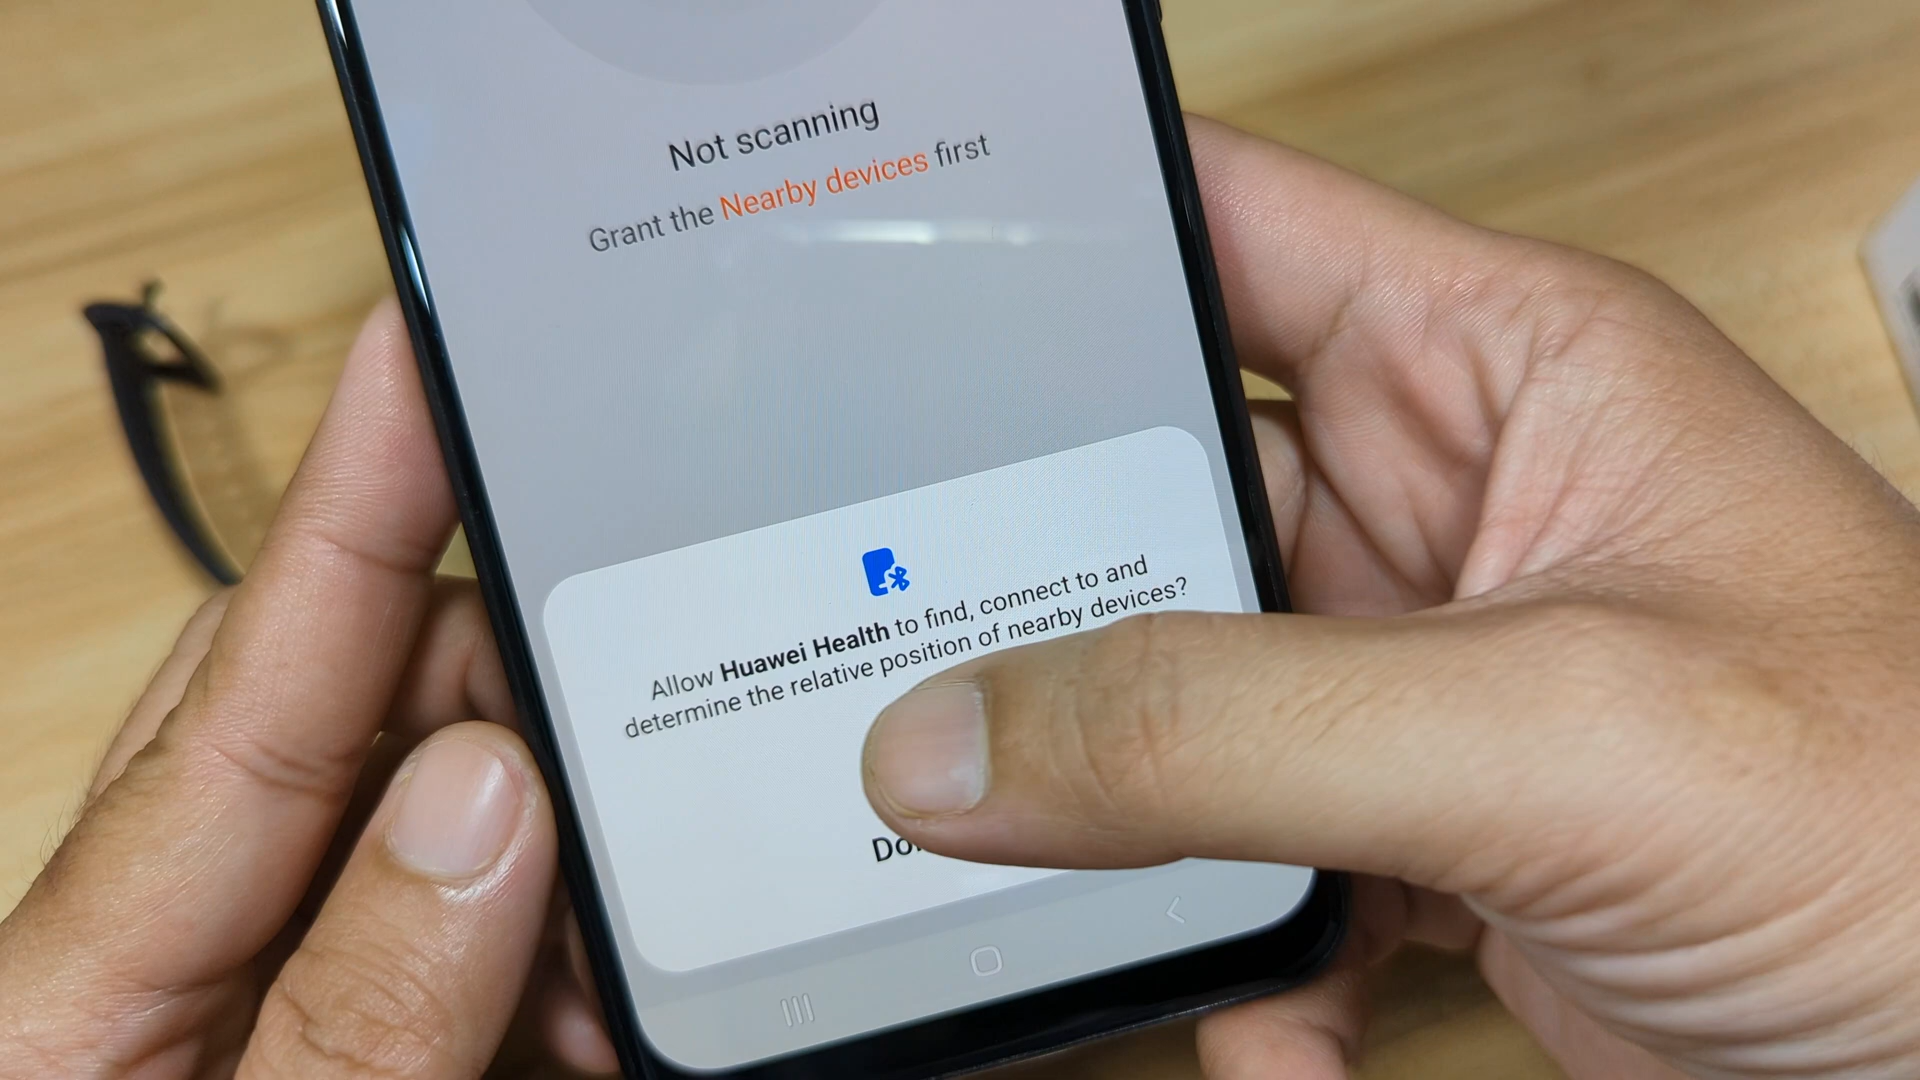 Not scanning
Grant the Nearby devices first
Allow Huawei Health to find, connect to and
determine the relative position of nearby devices?